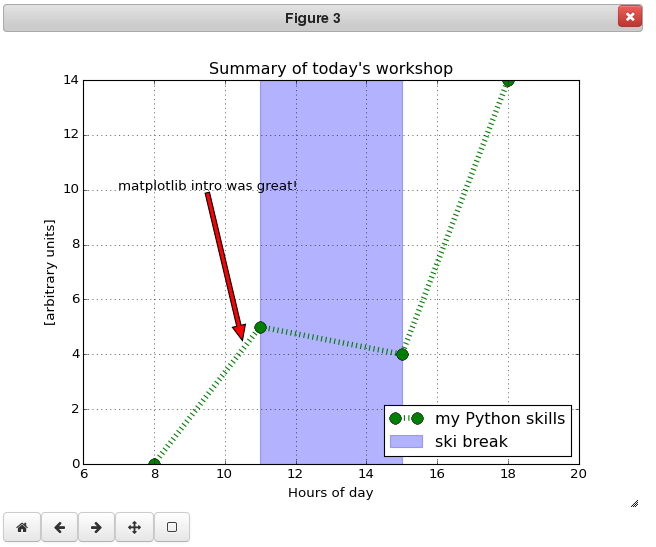 Figure 3
Summary of today's workshop
14
12
10
8
6
4
2
0
[arbitrary units]
matplotlib intro was great!
my Python skills
ski break
6 8 10 12 14 16 18 20
Hours of day